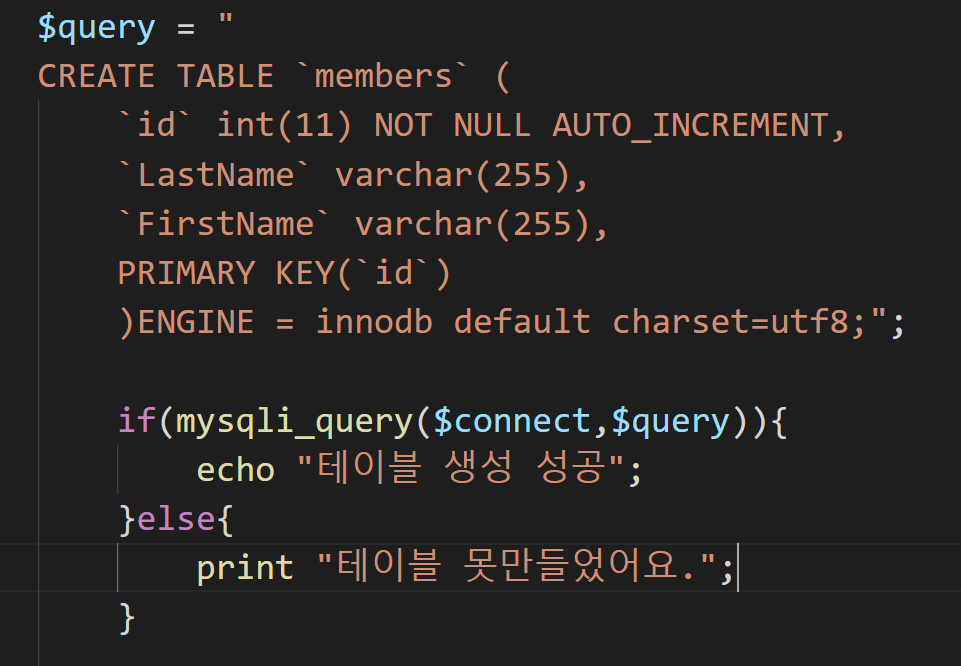 $query = "
CREATE TABLE `members` (
`id` int(11) NOT NULL AUTO_INCREMENT,
`LastName` varchar(255),
`FirstName` varchar(255),
PRIMARY KEY(`id`)
)ENGINE = innodb default charset=utf8;";
if(mysqli_query($connect,$query)){
echo "테이블 생성 성공";
}else{
print "테이블 못만들었어요.";
}